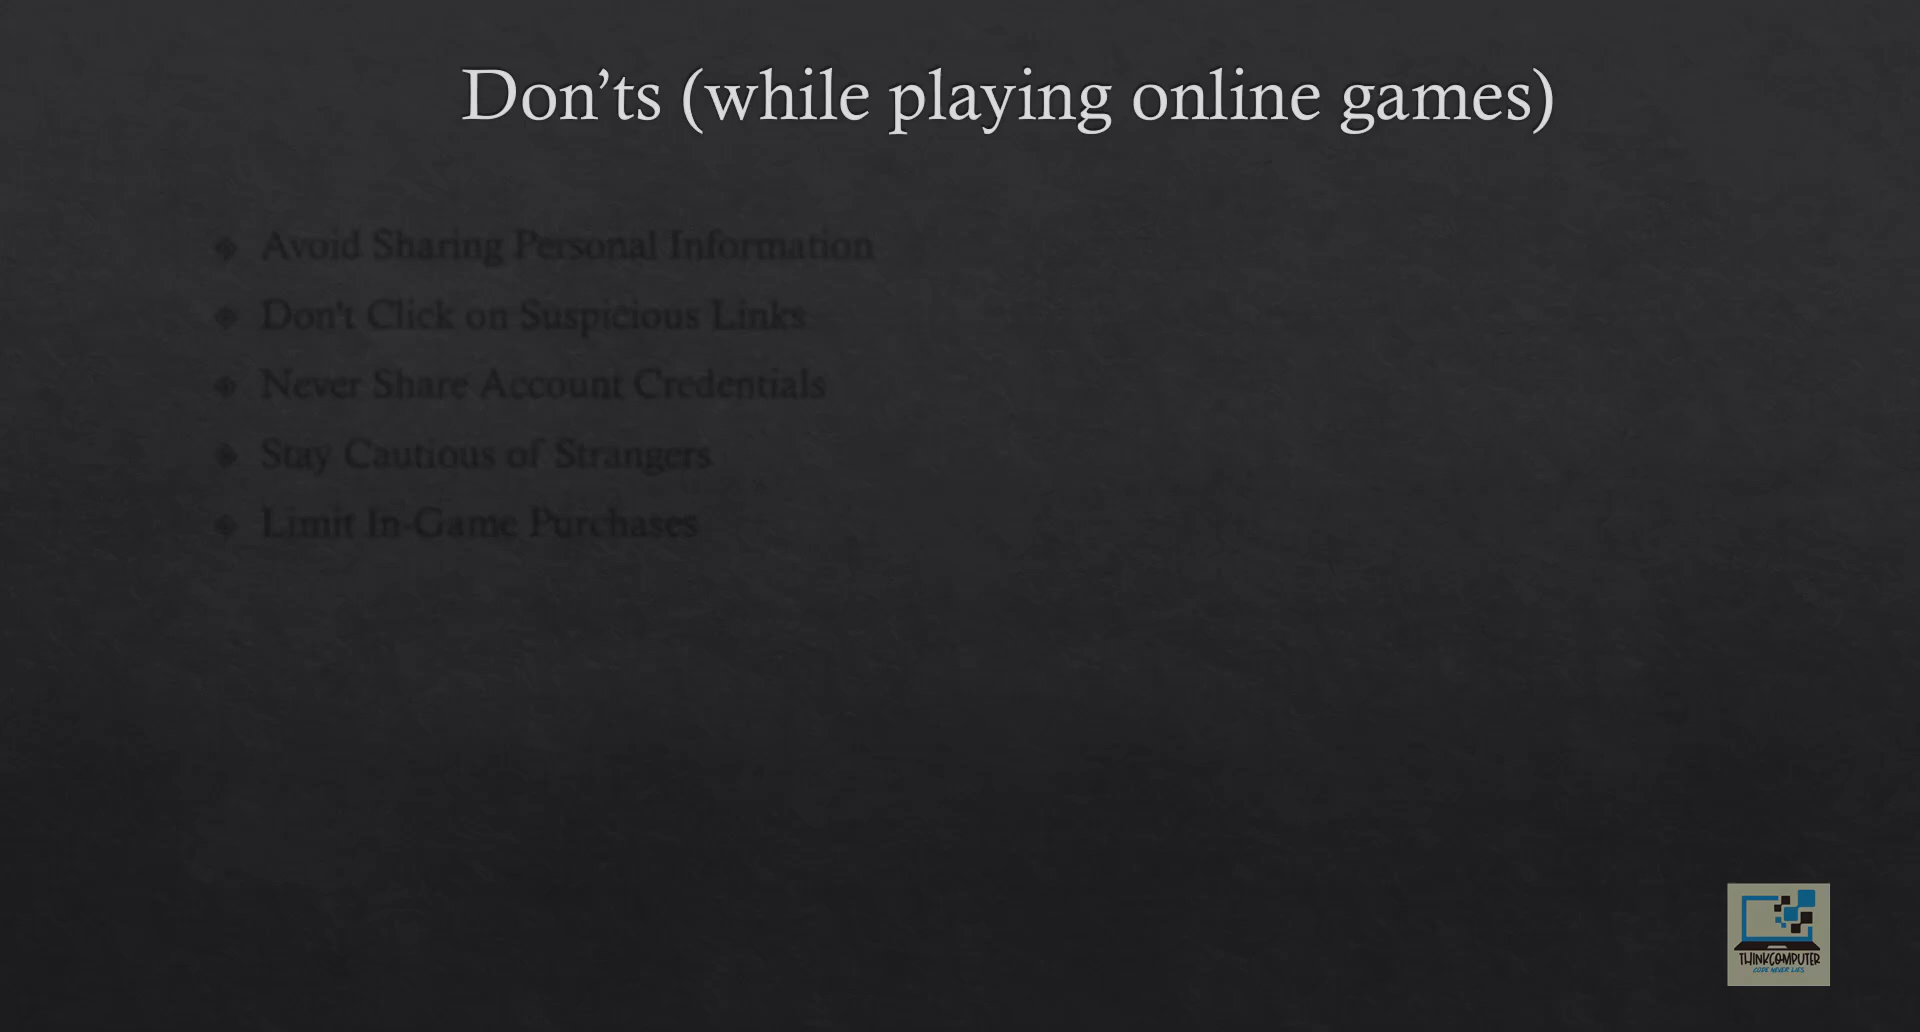 Don’ts (while playing online games)
Avoid Sharing Personal Information
Don't Click on Suspicious Links
Never Share Account Credentials
Stay Cautious of Strangers
Limit In-Game Purchases
THINKCOMPUTER
CODE NEVER LIES